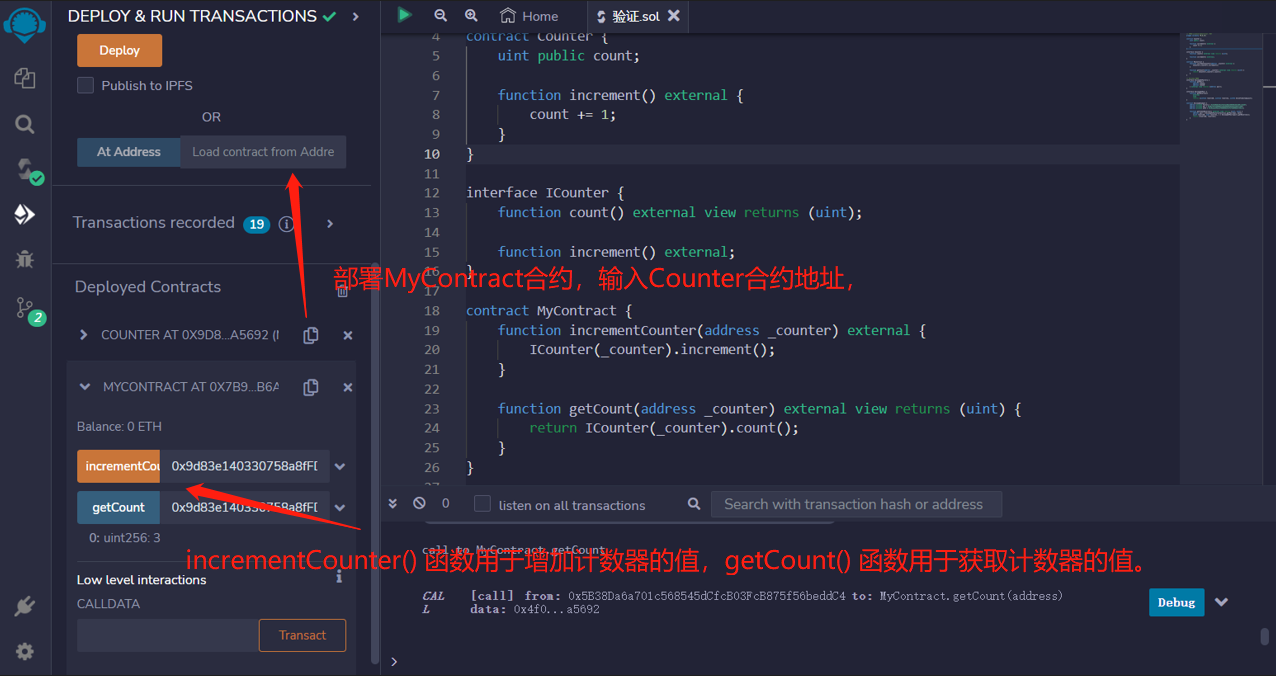 DEPLOY & RUN TRANSACTIONS
Deploy
Publish to IPFS
OR
At Address
Load contract from Addre
Transactions recorded 19
Deployed Contracts
COUNTER AT 0X9D8...A5692
MYCONTRACT AT 0X7B9...B6A
Balance: 0 ETH
incrementCou 0x9d83e140330758a8fF
getCount 0x9d83e140330758a8fF
0: uint256: 3
Low level interactions
CALLDATA
Transact
2
Home
验证.sol
4 contract Counter {
5 uint public count;
6
7 function increment() external {
8 count += 1;
9 }
10 }
11
12 interface ICounter {
13 function count() external view returns (uint);
14
15 function increment() external;
16 }
17
18 contract MyContract {
19 function incrementCounter(address _counter) external {
20 ICounter(_counter).increment();
21 }
22
23 function getCount(address _counter) external view returns (uint) {
24 return ICounter(_counter).count();
25 }
26 }
部署MyContract合约，输入Counter合约地址，
0
listen on all transactions
Search with transaction hash or address
call to MyContract.getCount
incrementCounter() 函数用于增加计数器的值，getCount() 函数用于获取计数器的值。
CAL
L
[call] from: 0x5B38Da6a701c568545dCfcB03FcB875f56beddC4 to: MyContract.getCount(address)
data: 0x4f0...a5692
Debug
>